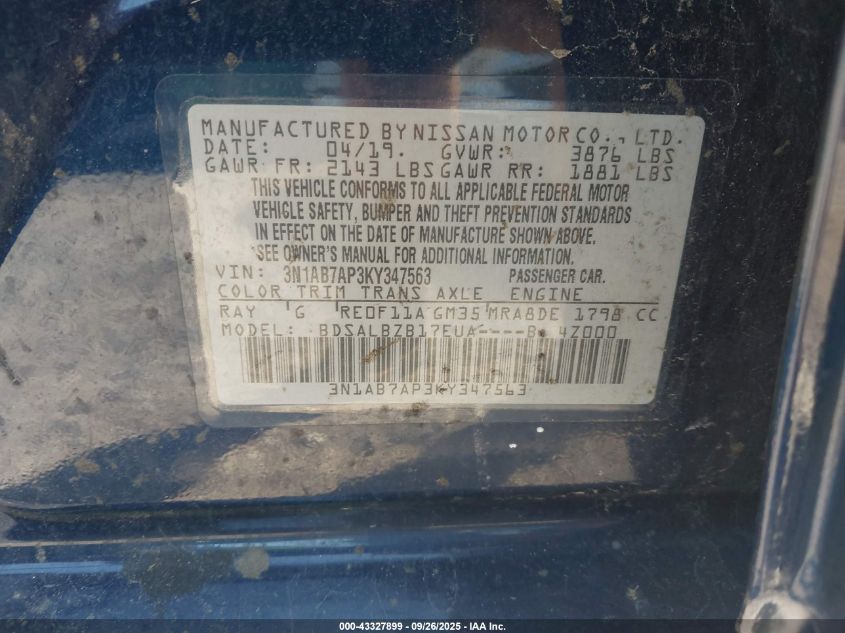 MANUFACTURED BY NISSAN MOTOR CO., LTD.
DATE: 04/19. GVWR: 3876 LBS
GAWR FR: 2143 LBS GAWR RR: 1881 LBS
THIS VEHICLE CONFORMS TO ALL APPLICABLE FEDERAL MOTOR
VEHICLE SAFETY, BUMPER AND THEFT PREVENTION STANDARDS
IN EFFECT ON THE DATE OF MANUFACTURE SHOWN ABOVE.
*SEE OWNER'S MANUAL FOR ADDITIONAL INFORMATION.
VIN: 3N1AB7AP3KY347563 PASSENGER CAR.
COLOR TRIM TRANS AXLE ENGINE
RAY G RE0F11A GM35 MRA8DE 1798 CC
MODEL: BDSALBZB17EUA----B 4Z000
3N1AB7AP3KY347563
000-43327899 - 09/26/2025 - IAA Inc.